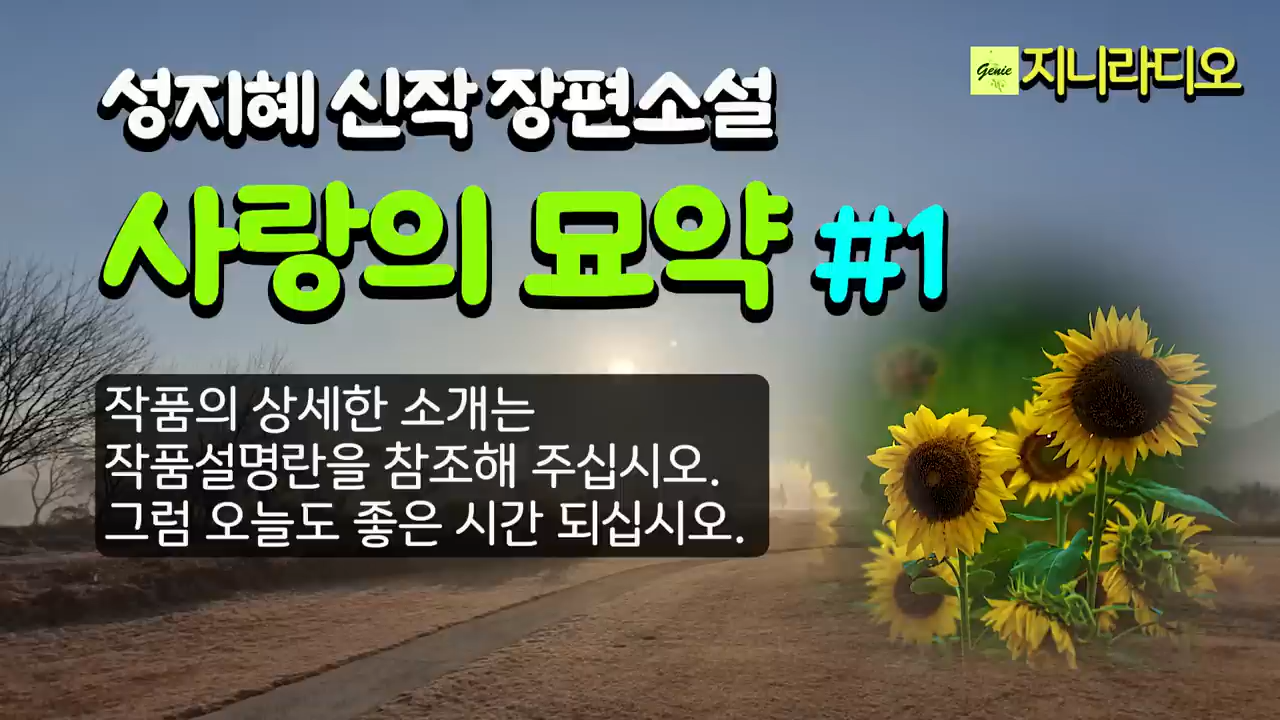 Genie 지니라디오
성지혜 신작 장편소설
사랑의 묘약 #1
작품의 상세한 소개는
작품설명란을 참조해 주십시오.
그럼 오늘도 좋은 시간 되십시오.